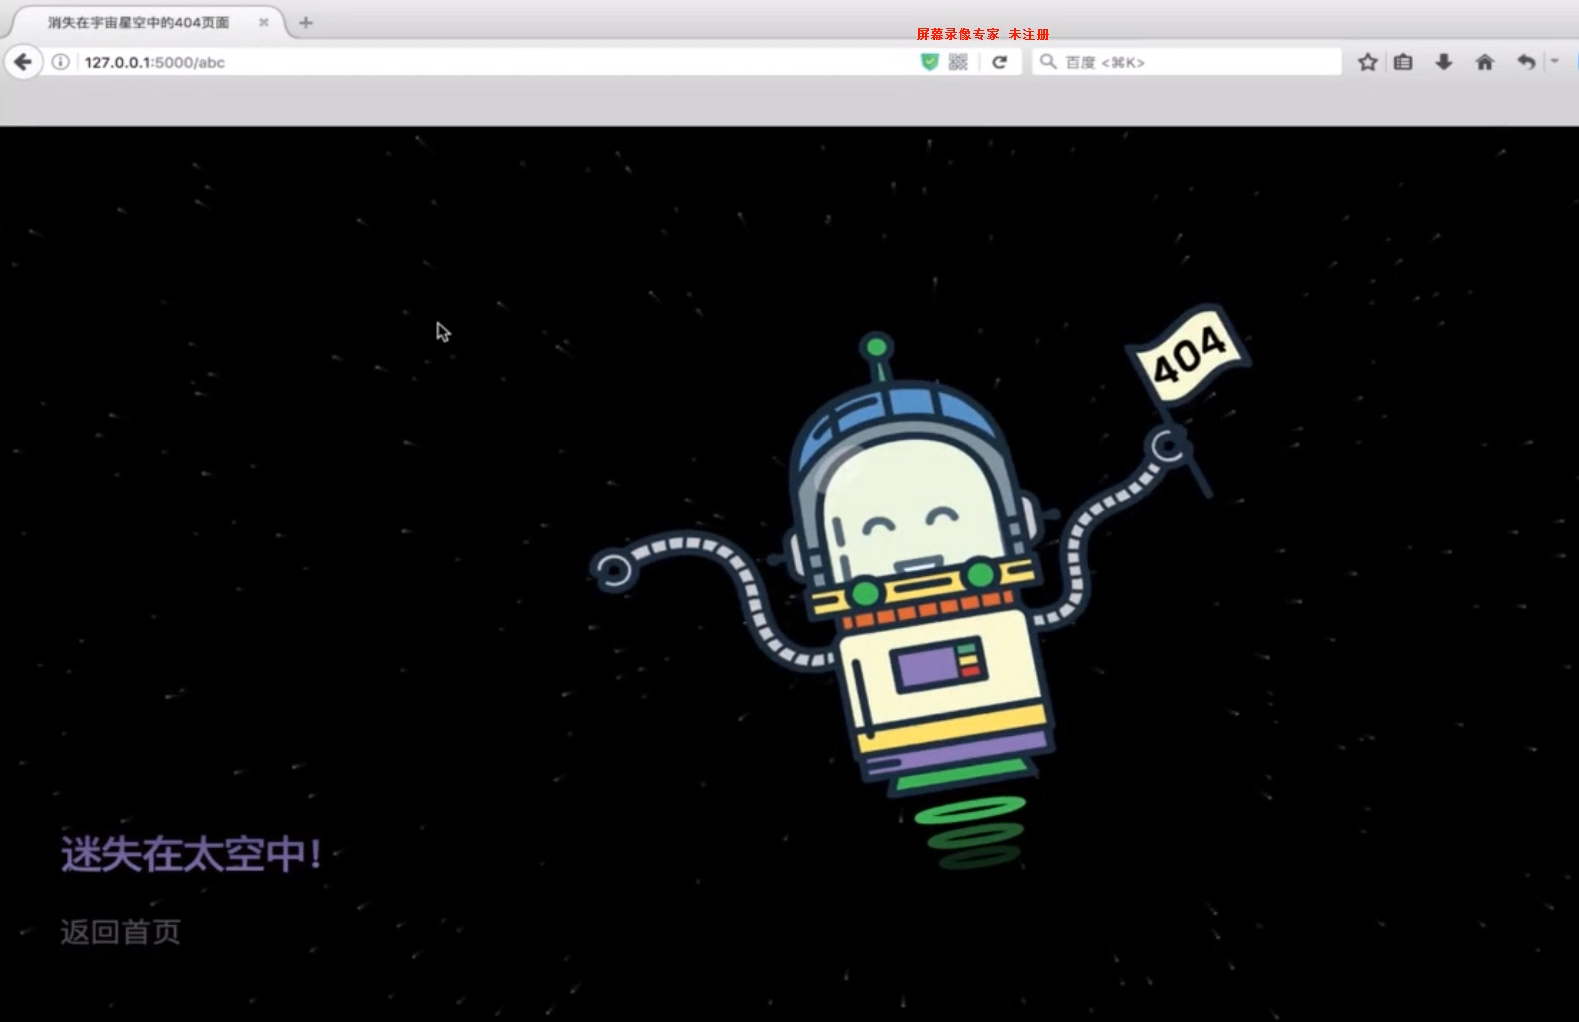 消失在宇宙星空中的404页面
屏幕录像专家 未注册
127.0.0.1:5000/abc
百度 <⌘K>
404
迷失在太空中!
返回首页